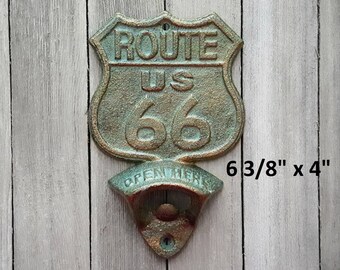 ROUTE
US
66
OPEN HERE
6 3/8" x 4"